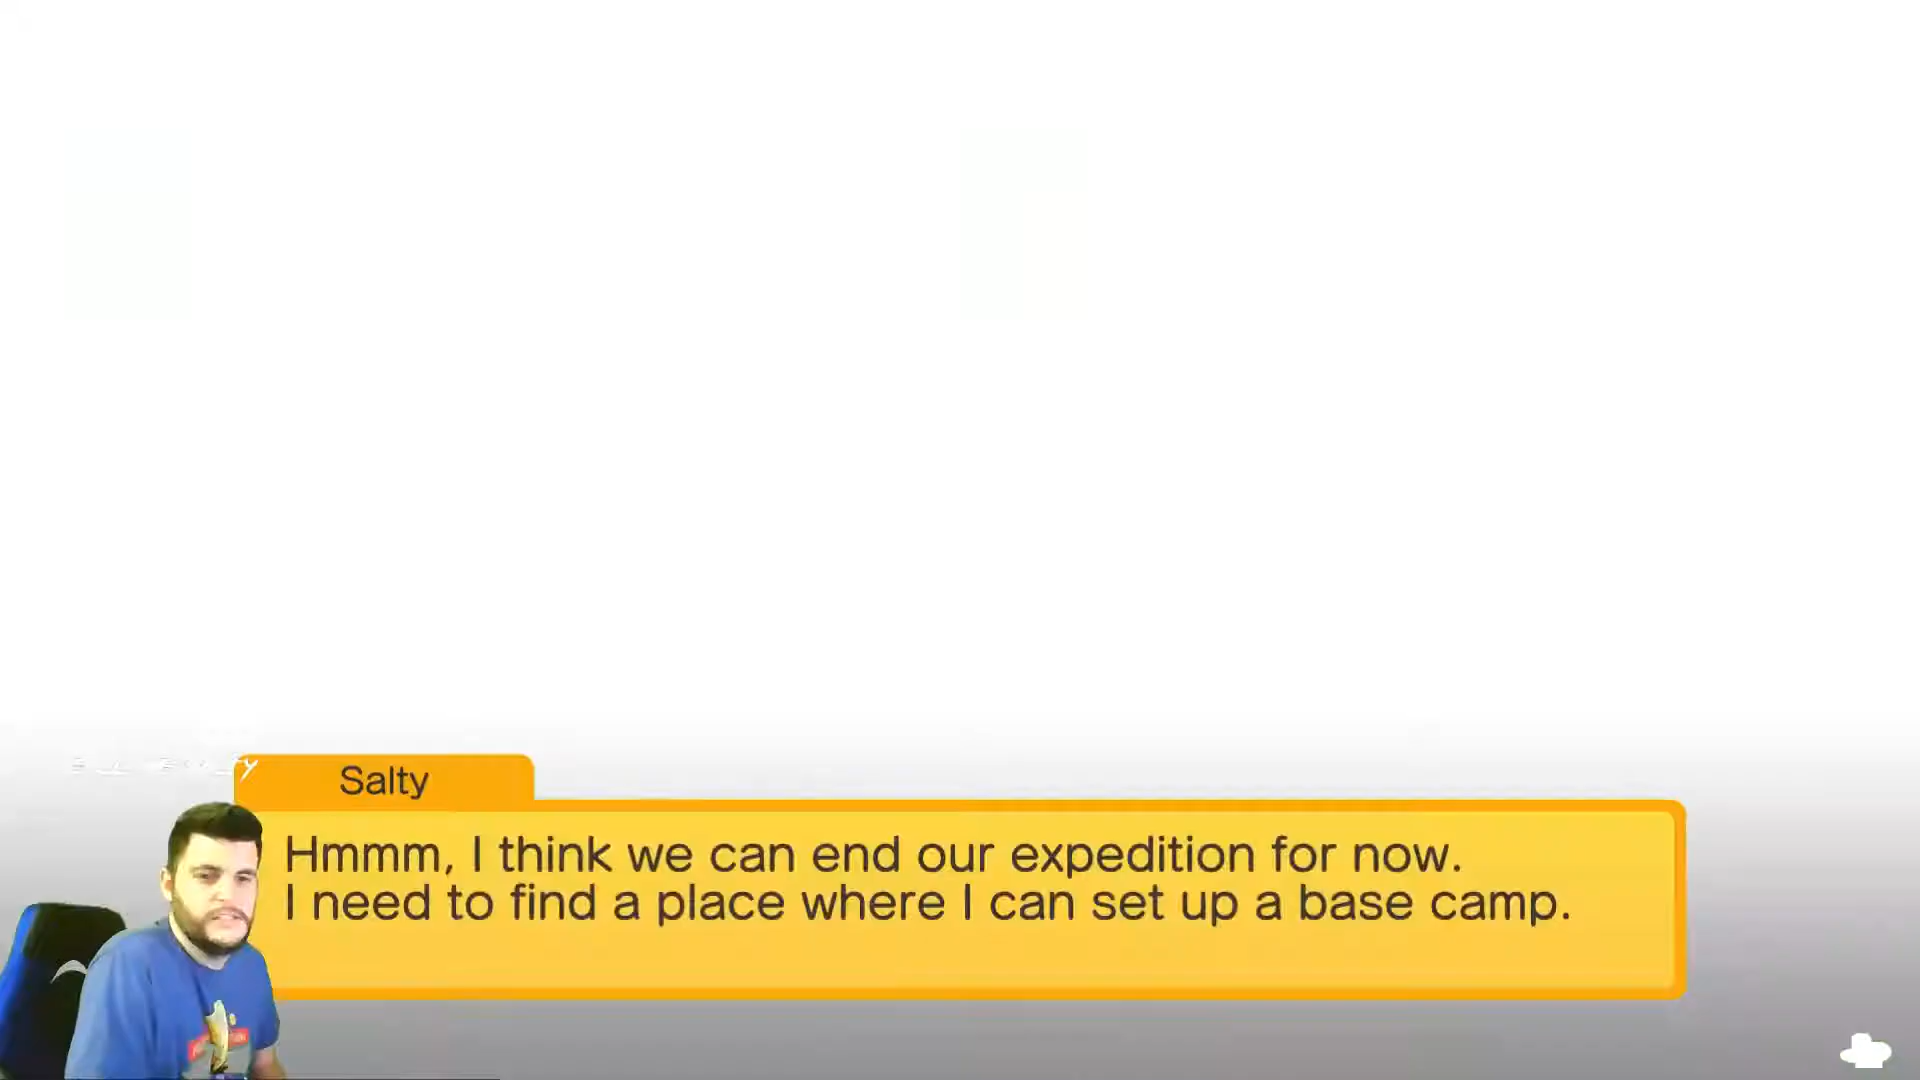 Salty
Hmmm, I think we can end our expedition for now.
I need to find a place where I can set up a base camp.